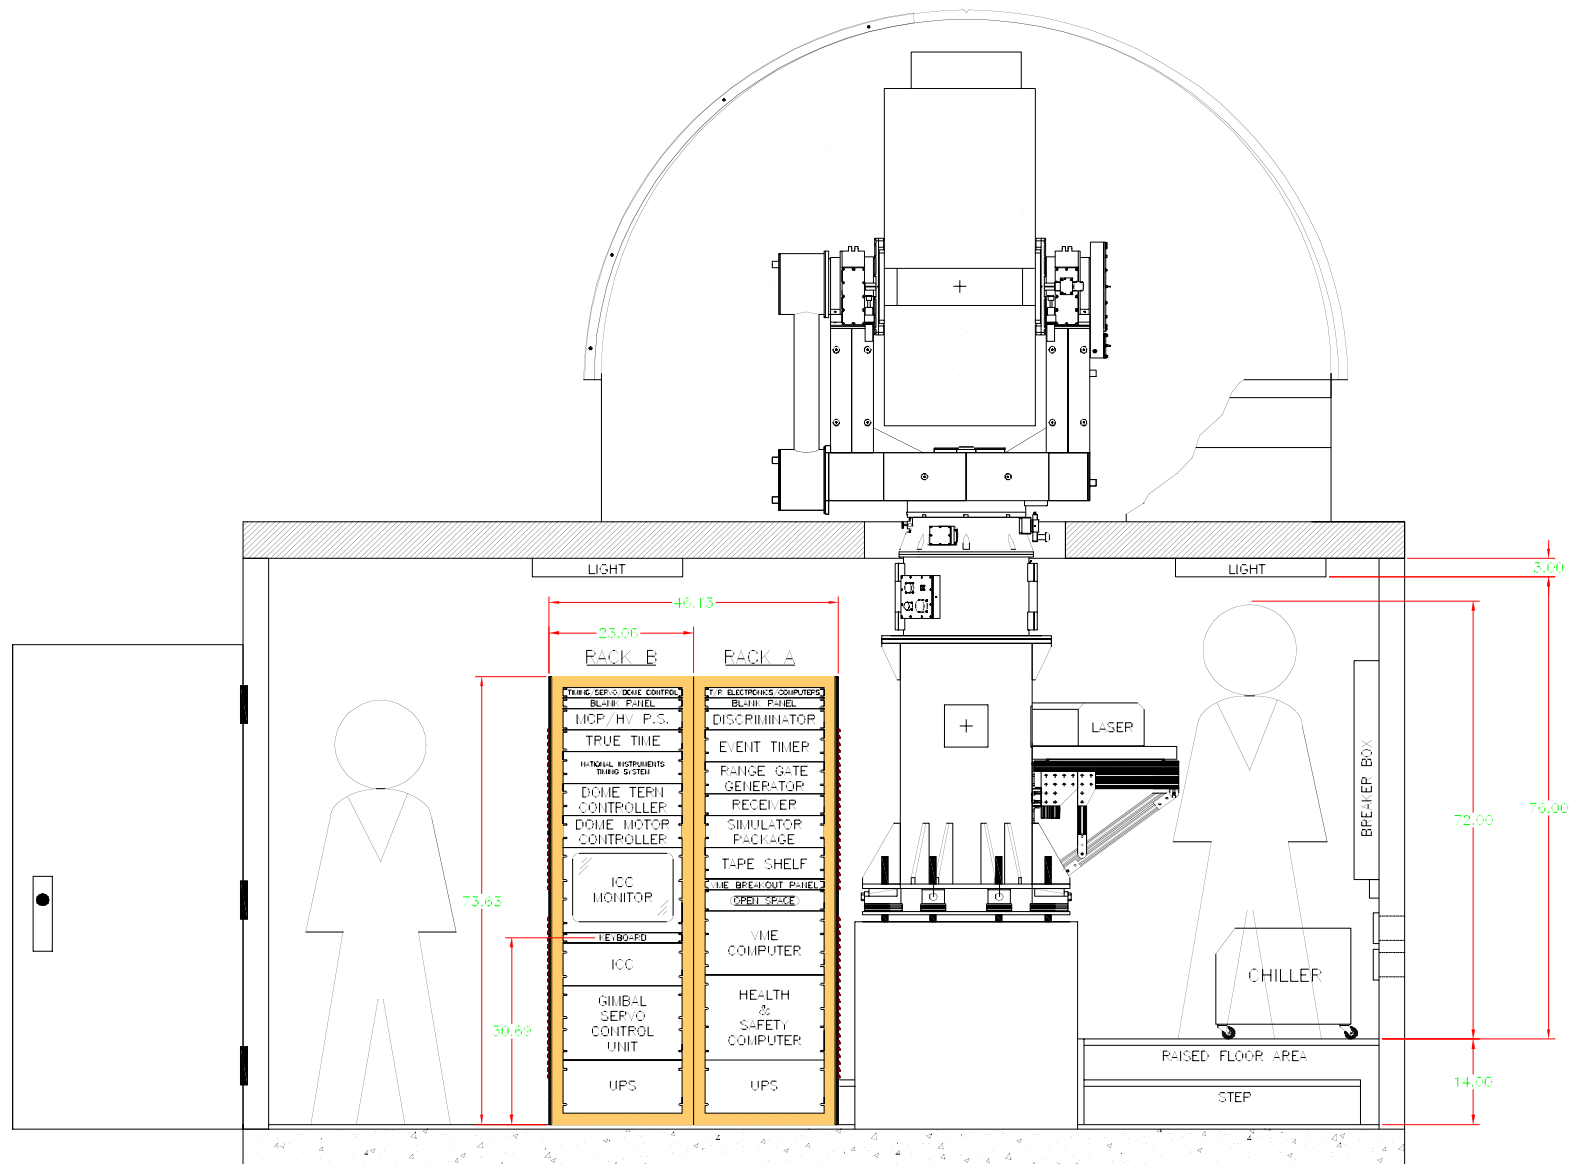 LIGHT
LIGHT
3.00
46.13
23.00
RACK B
RACK A
TIMING/SERVO/DOME CONTROL
BLANK PANEL
MCP/HV P.S.
TRUE TIME
NATIONAL INSTRUMENTS
TIMING SYSTEM
DOME TERN
CONTROLLER
DOME MOTOR
CONTROLLER
ICC
MONITOR
KEYBOARD
ICC
GIMBAL
SERVO
CONTROL
UNIT
UPS
T/R ELECTRONICS/COMPUTERS
BLANK PANEL
DISCRIMINATOR
EVENT TIMER
RANGE GATE
GENERATOR
RECEIVER
SIMULATOR
PACKAGE
TAPE SHELF
VME BREAKOUT PANEL
OPEN SPACE
VME
COMPUTER
HEALTH
&
SAFETY
COMPUTER
UPS
73.63
30.69
LASER
BREAKER BOX
72.00
76.00
CHILLER
RAISED FLOOR AREA
STEP
14.00